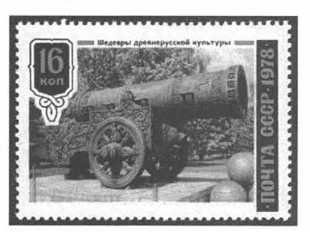 Шедевры древнерусской культуры
16
КОП
·ПОЧТА СССР·1978·